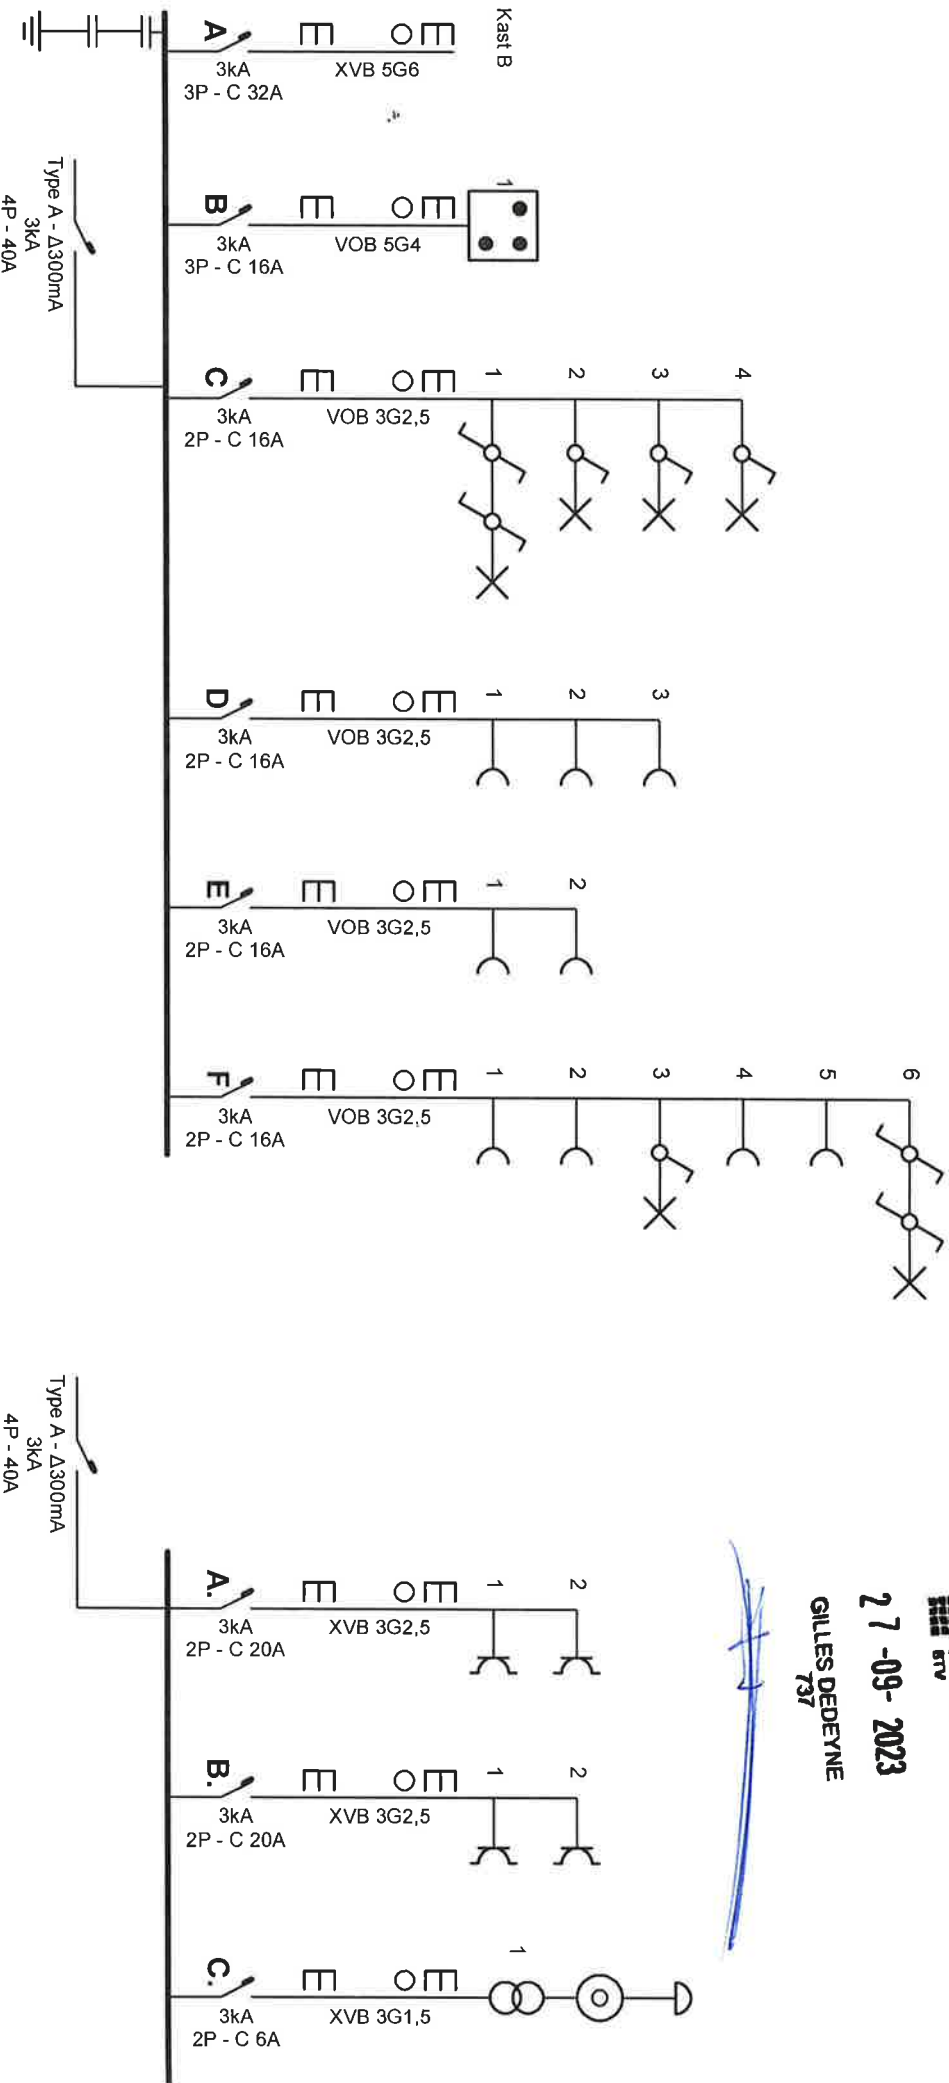 Kast B
A
3kA
3P - C 32A
XVB 5G6
Type A - Δ300mA
3kA
4P - 40A
B
3kA
3P - C 16A
VOB 5G4
1
C
3kA
2P - C 16A
VOB 3G2,5
1
2
3
4
D
3kA
2P - C 16A
VOB 3G2,5
1
2
3
E
3kA
2P - C 16A
VOB 3G2,5
1
2
F
3kA
2P - C 16A
VOB 3G2,5
1
2
3
4
5
6
Type A - Δ300mA
3kA
4P - 40A
A.
3kA
2P - C 20A
XVB 3G2,5
1
2
B.
3kA
2P - C 20A
XVB 3G2,5
1
2
C.
3kA
2P - C 6A
XVB 3G1,5
1
BTV
27 -09- 2023
GILLES DEDEYNE
737